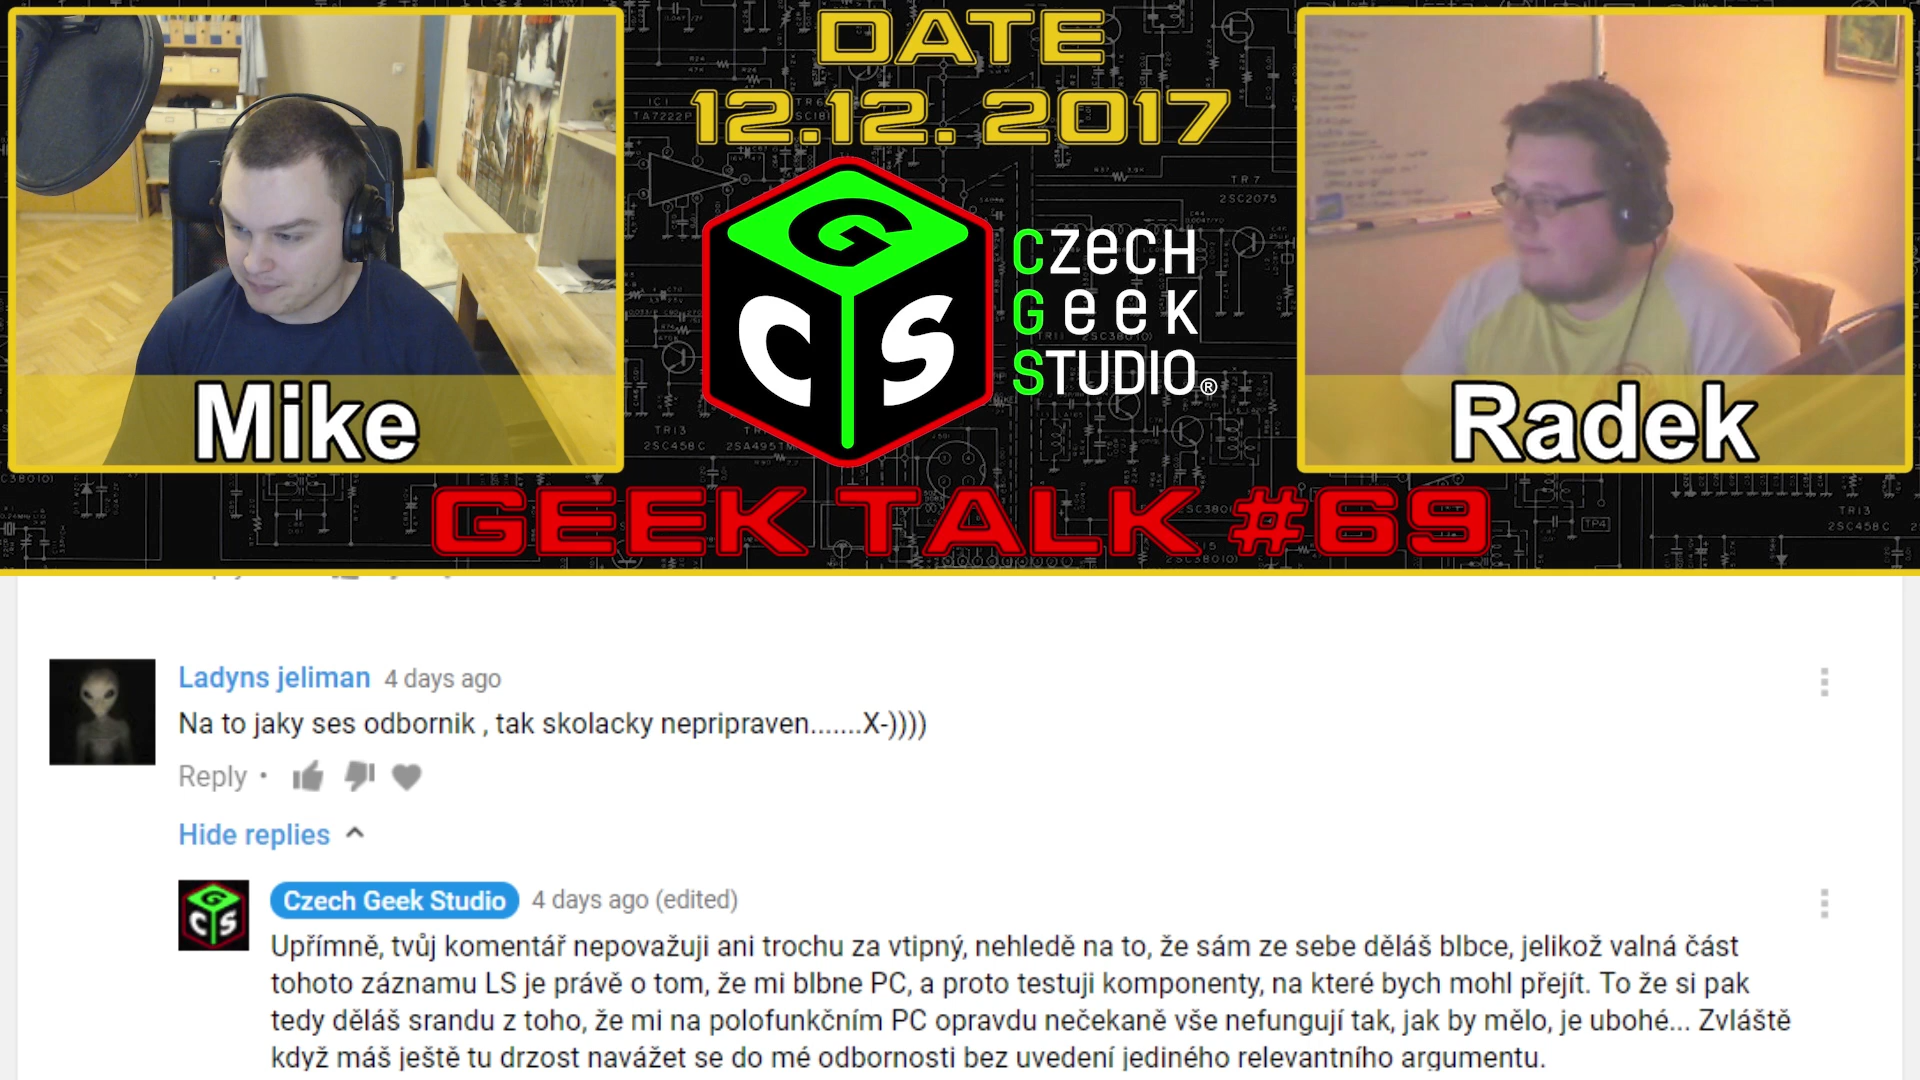 DATE
12.12.2017
G
C S
CZECH
GEEK
STUDIO®
Mike
Radek
GEEK TALK #69
Ladyns jeliman 4 days ago
Na to jaky ses odbornik , tak skolacky nepripraven.......X-))))
Reply •
Hide replies
G
C S
Czech Geek Studio 4 days ago (edited)
Upřímně, tvůj komentář nepovažuji ani trochu za vtipný, nehledě na to, že sám ze sebe děláš blbce, jelikož valná část
tohoto záznamu LS je právě o tom, že mi blbne PC, a proto testuji komponenty, na které bych mohl přejít. To že si pak
tedy děláš srandu z toho, že mi na polofunkčním PC opravdu nečekaně vše nefungují tak, jak by mělo, je ubohé... Zvláště
když máš ještě tu drzost navážet se do mé odbornosti bez uvedení jediného relevantního argumentu.